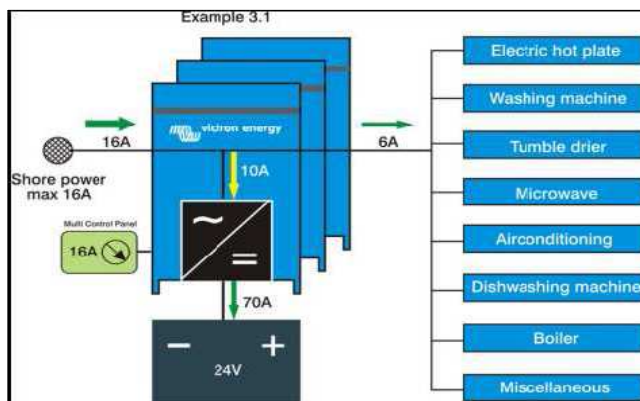 Example 3.1
Electric hot plate
Washing machine
victron energy
16A
6A
Tumble drier
Shore power
max 16A
10A
Microwave
Multi Control Panel
16A
Airconditioning
Dishwashing machine
70A
Boiler
24V
Miscellaneous